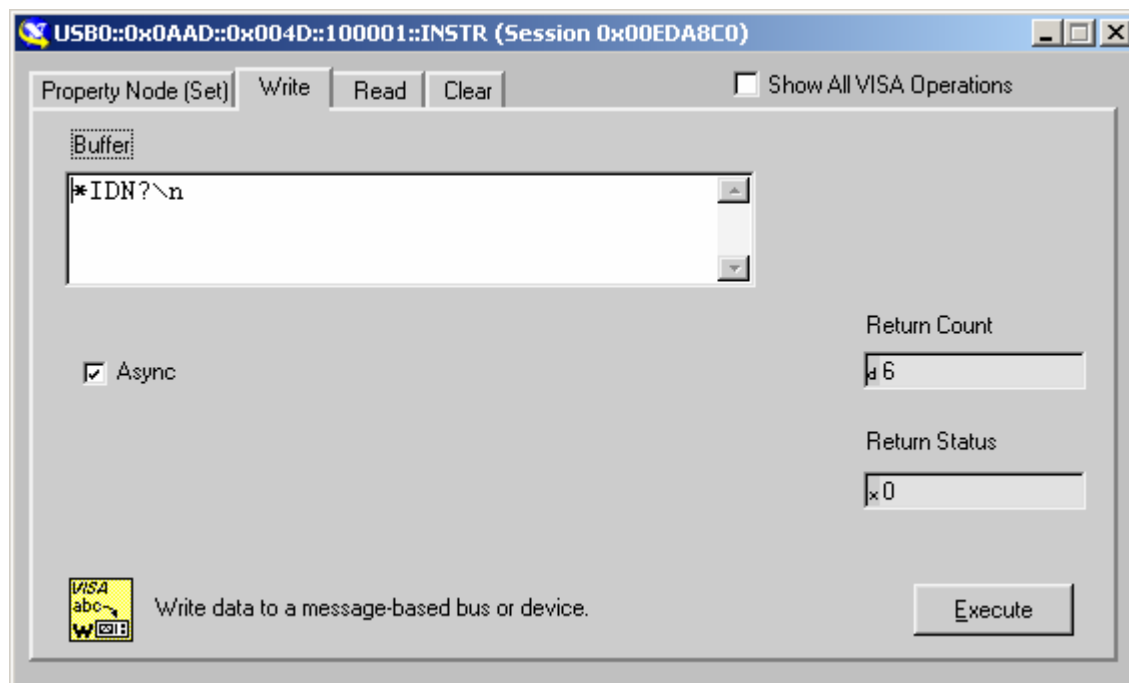 USB0::0x0AAD::0x004D::100001::INSTR (Session 0x00EDA8C0)
Property Node (Set) Write Read Clear Show All VISA Operations
Buffer
*IDN?\n
Return Count
Async
d 6
Return Status
x 0
VISA
abc
W
Write data to a message-based bus or device.
Execute